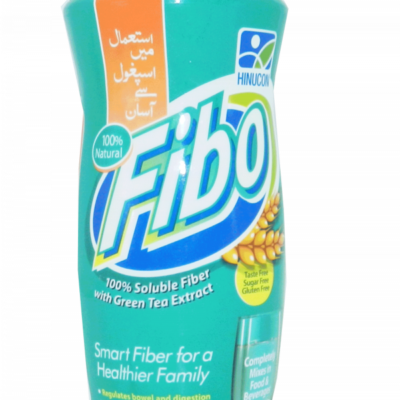 استعمال
میں
اسپغول
سے
آسان
HINUCON
100%
Natural
Fibo
100% Soluble Fiber
with Green Tea Extract
Taste Free
Sugar Free
Gluten Free
Smart Fiber for a
Healthier Family
• Regulates bowel and digestion
Completely
Mixes in
Food &